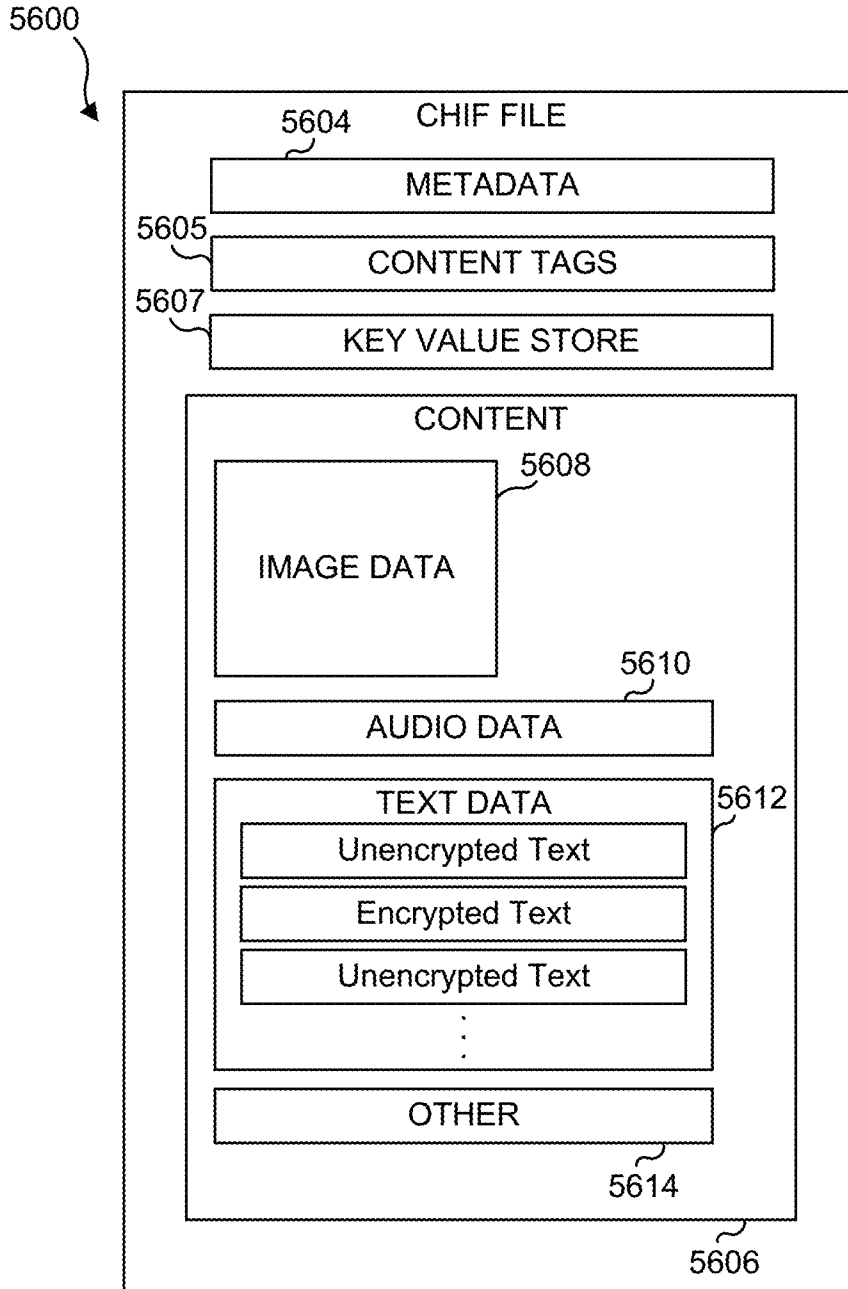 5600
CHIF FILE
5604
METADATA
5605
CONTENT TAGS
5607
KEY VALUE STORE
CONTENT
5608
IMAGE DATA
5610
AUDIO DATA
TEXT DATA
5612
Unencrypted Text
Encrypted Text
Unencrypted Text
.
.
.
OTHER
5614
5606